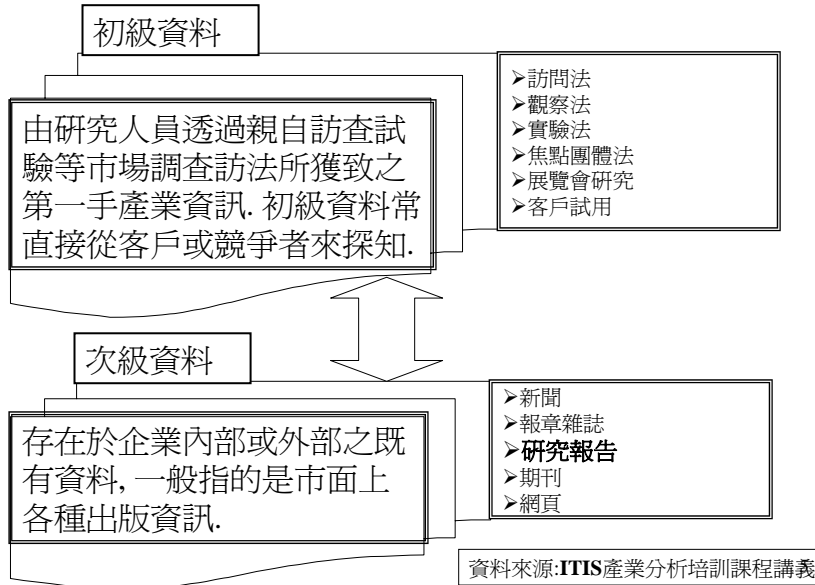 初級資料
➢訪問法
➢觀察法
➢實驗法
➢焦點團體法
➢展覽會研究
➢客戶試用
由研究人員透過親自訪查試
驗等市場調查訪法所獲致之
第一手產業資訊. 初級資料常
直接從客戶或競爭者來探知.
次級資料
➢新聞
➢報章雜誌
➢研究報告
➢期刊
➢網頁
存在於企業內部或外部之既
有資料, 一般指的是市面上
各種出版資訊.
資料來源:ITIS產業分析培訓課程講義